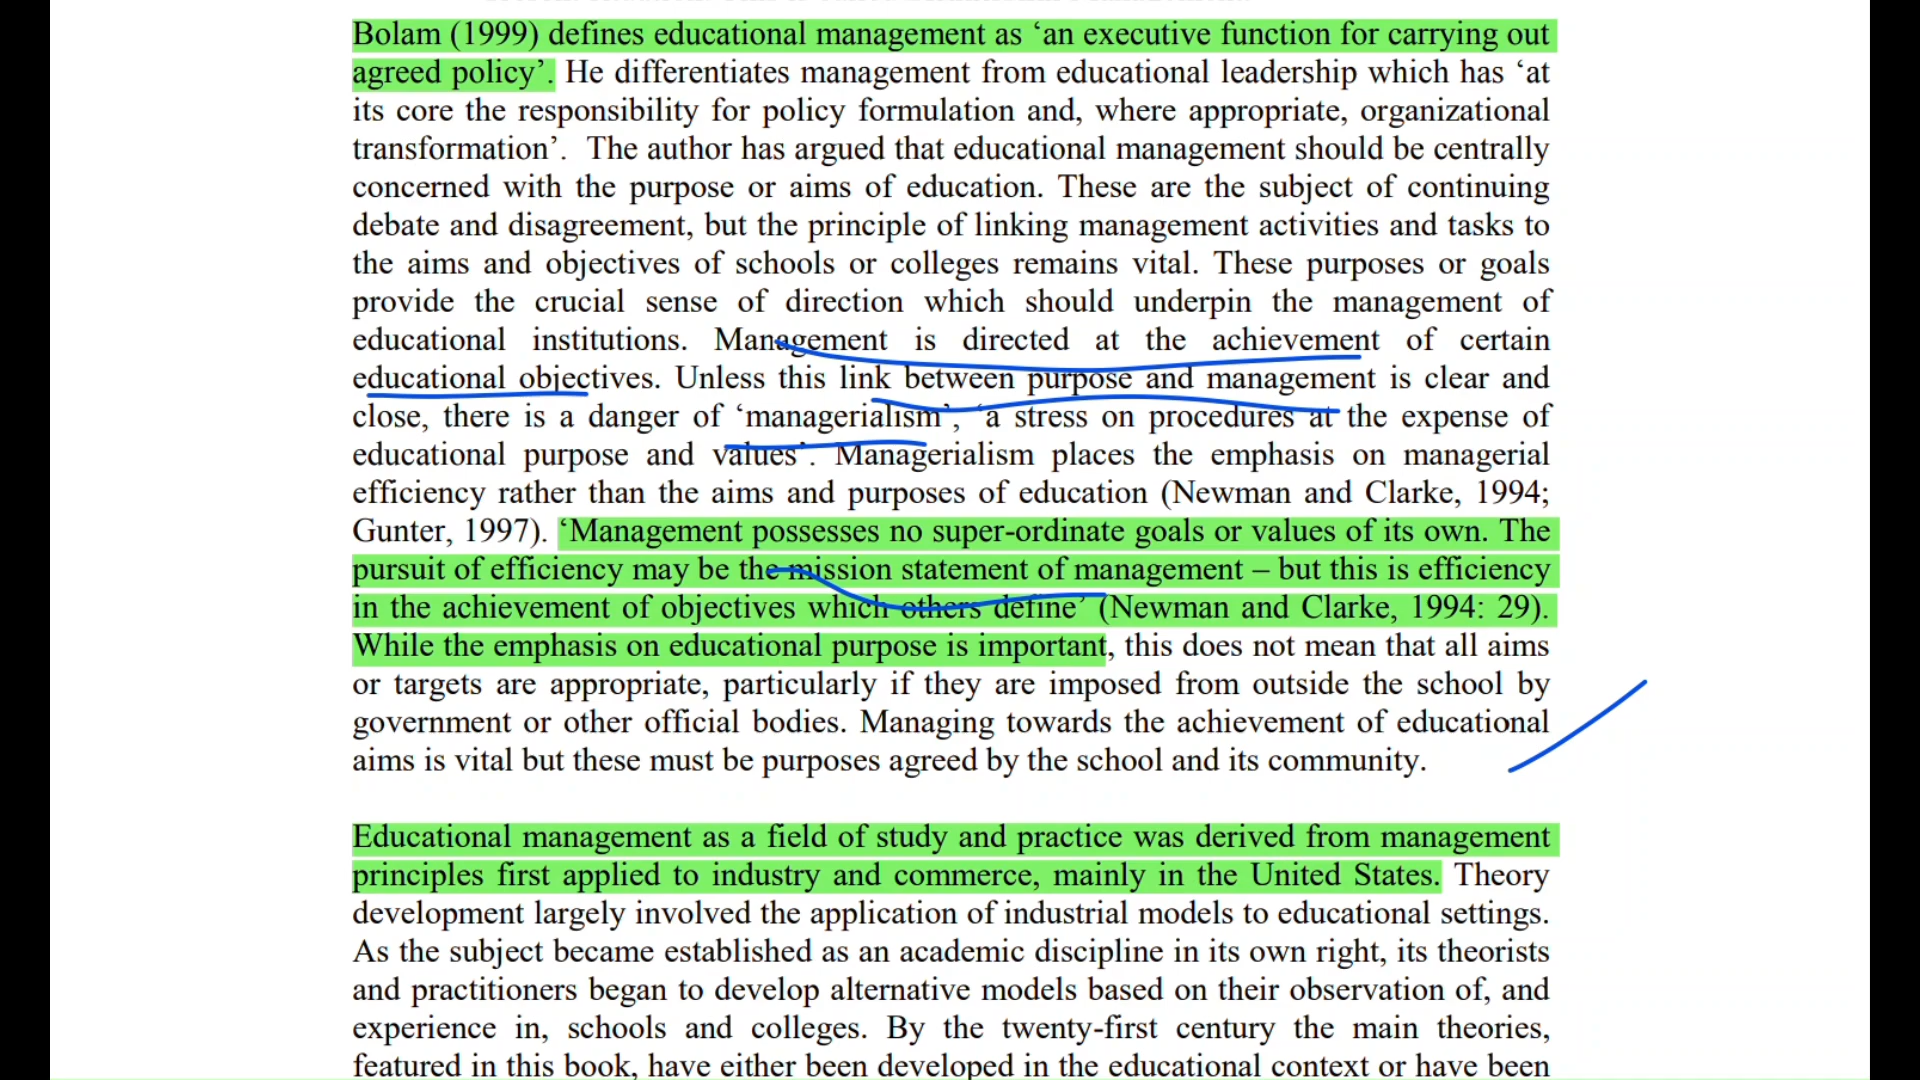 Bolam (1999) defines educational management as ‘an executive function for carrying out
agreed policy’. He differentiates management from educational leadership which has ‘at
its core the responsibility for policy formulation and, where appropriate, organizational
transformation’. The author has argued that educational management should be centrally
concerned with the purpose or aims of education. These are the subject of continuing
debate and disagreement, but the principle of linking management activities and tasks to
the aims and objectives of schools or colleges remains vital. These purposes or goals
provide the crucial sense of direction which should underpin the management of
educational institutions. Management is directed at the achievement of certain
educational objectives. Unless this link between purpose and management is clear and
close, there is a danger of ‘managerialism’, ‘a stress on procedures at the expense of
educational purpose and values’. Managerialism places the emphasis on managerial
efficiency rather than the aims and purposes of education (Newman and Clarke, 1994;
Gunter, 1997). ‘Management possesses no super-ordinate goals or values of its own. The
pursuit of efficiency may be the mission statement of management – but this is efficiency
in the achievement of objectives which others define’ (Newman and Clarke, 1994: 29).
While the emphasis on educational purpose is important, this does not mean that all aims
or targets are appropriate, particularly if they are imposed from outside the school by
government or other official bodies. Managing towards the achievement of educational
aims is vital but these must be purposes agreed by the school and its community.
Educational management as a field of study and practice was derived from management
principles first applied to industry and commerce, mainly in the United States. Theory
development largely involved the application of industrial models to educational settings.
As the subject became established as an academic discipline in its own right, its theorists
and practitioners began to develop alternative models based on their observation of, and
experience in, schools and colleges. By the twenty-first century the main theories,
featured in this book, have either been developed in the educational context or have been